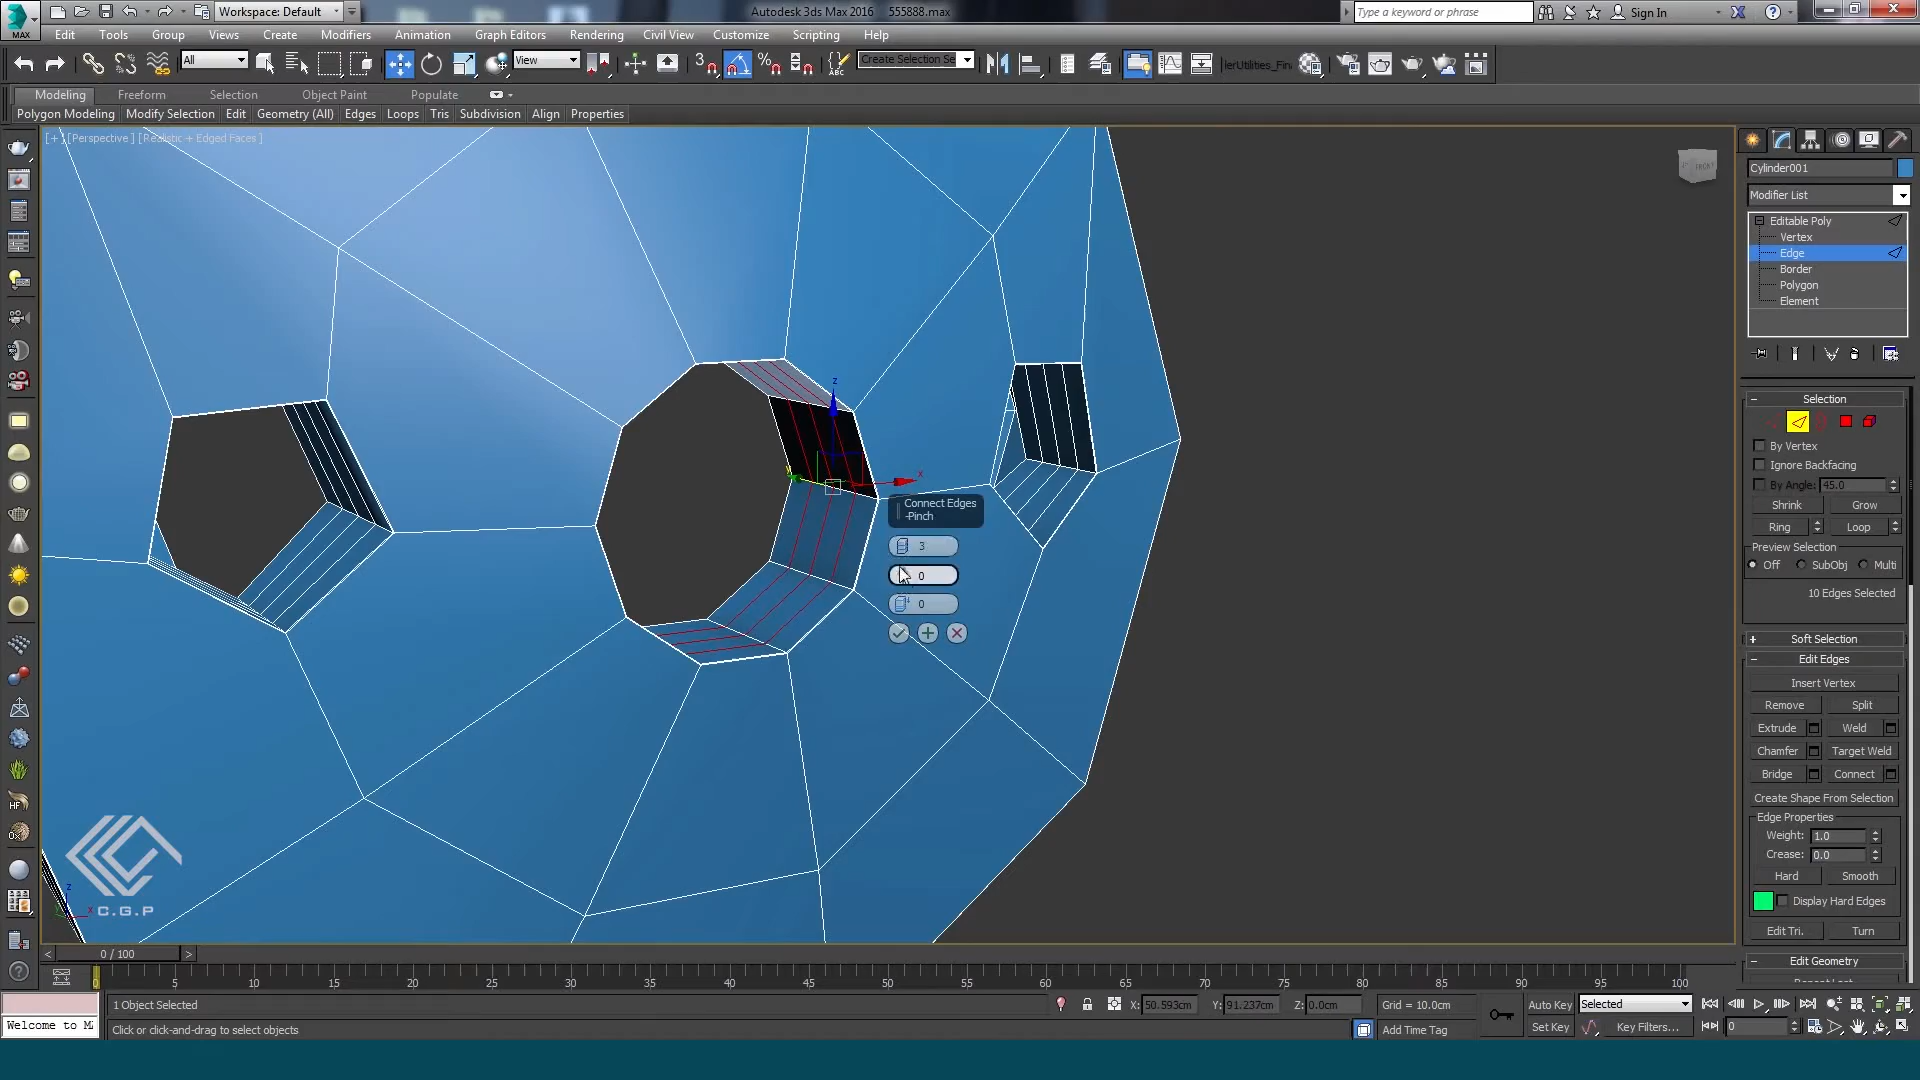 Workspace: Default
Autodesk 3ds Max 2016    555888.max
Type a keyword or phrase
Sign In
MAX
Edit Tools Group Views Create Modifiers Animation Graph Editors Rendering Civil View Customize Scripting Help
All
View
3
ABC
Create Selection Se
lerUtilities_Fin
Modeling Freeform Selection Object Paint Populate
Polygon Modeling Modify Selection Edit Geometry (All) Edges Loops Tris Subdivision Align Properties
[+] [Perspective] [Realistic + Edged Faces]
FRONT
Cylinder001
Modifier List
Editable Poly
Vertex
Edge
Border
Polygon
Element
Selection
By Vertex
Ignore Backfacing
By Angle: 45.0
Shrink Grow
Ring Loop
Preview Selection
Off SubObj Multi
10 Edges Selected
Soft Selection
Edit Edges
Insert Vertex
Remove Split
Extrude Weld
Chamfer Target Weld
Bridge Connect
Create Shape From Selection
Edge Properties
Weight: 1.0
Crease: 0.0
Hard Smooth
Display Hard Edges
Edit Tri. Turn
Edit Geometry
z
x
y
Connect Edges
-Pinch
3
0
0
HF
z
x
C.G.P
0 / 100
0 5 10 15 20 25 30 35 40 45 50 55 60 65 70 75 80 85 90 95 100
1 Object Selected
X: 50.593cm Y: 91.237cm Z: 0.0cm Grid = 10.0cm
Auto Key Selected
Welcome to M
Click or click-and-drag to select objects
Add Time Tag
Set Key Key Filters...
0